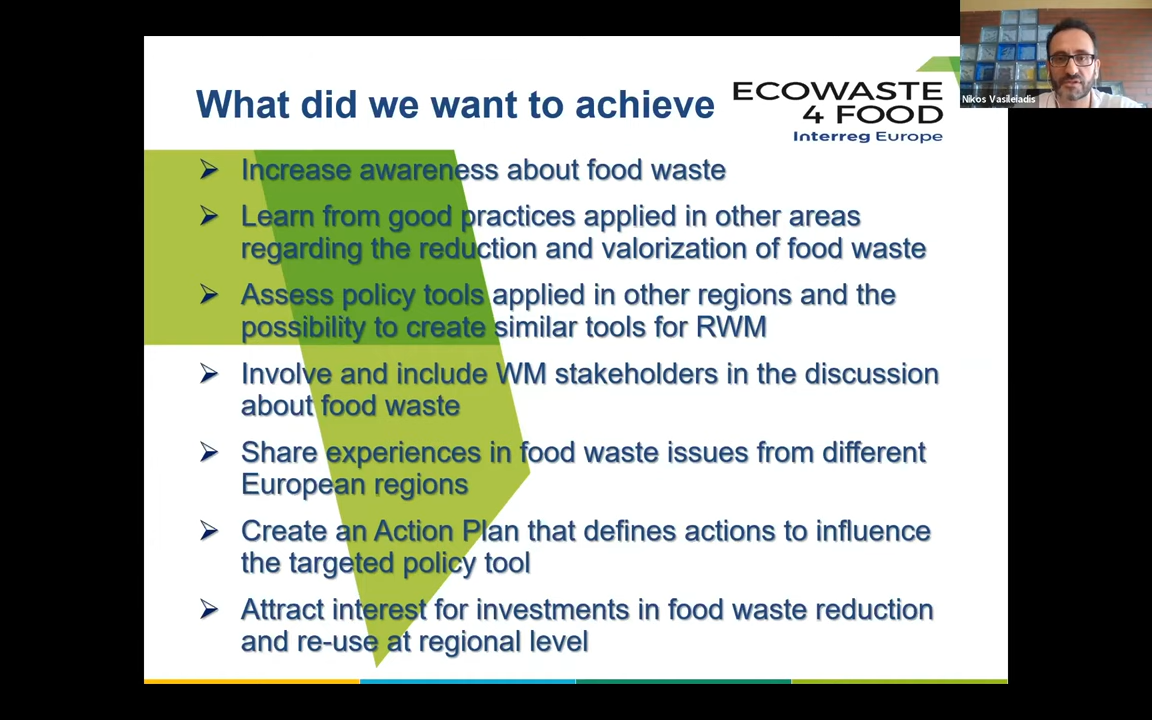 What did we want to achieve
ECOWASTE
4 FOOD
Interreg Europe
Nikos Vasileiadis
Increase awareness about food waste
Learn from good practices applied in other areas
regarding the reduction and valorization of food waste
Assess policy tools applied in other regions and the
possibility to create similar tools for RWM
Involve and include WM stakeholders in the discussion
about food waste
Share experiences in food waste issues from different
European regions
Create an Action Plan that defines actions to influence
the targeted policy tool
Attract interest for investments in food waste reduction
and re-use at regional level